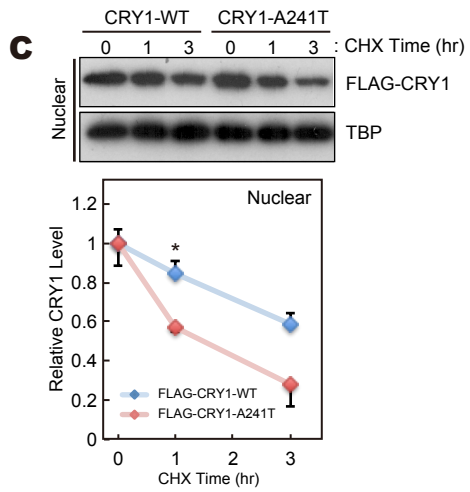 C
CRY1-WT CRY1-A241T
0 1 3 0 1 3 : CHX Time (hr)
Nuclear
FLAG-CRY1
TBP
Nuclear
Relative CRY1 Level
1.2
1
0.8
0.6
0.4
0.2
0
*
FLAG-CRY1-WT
FLAG-CRY1-A241T
0 1 2 3
CHX Time (hr)